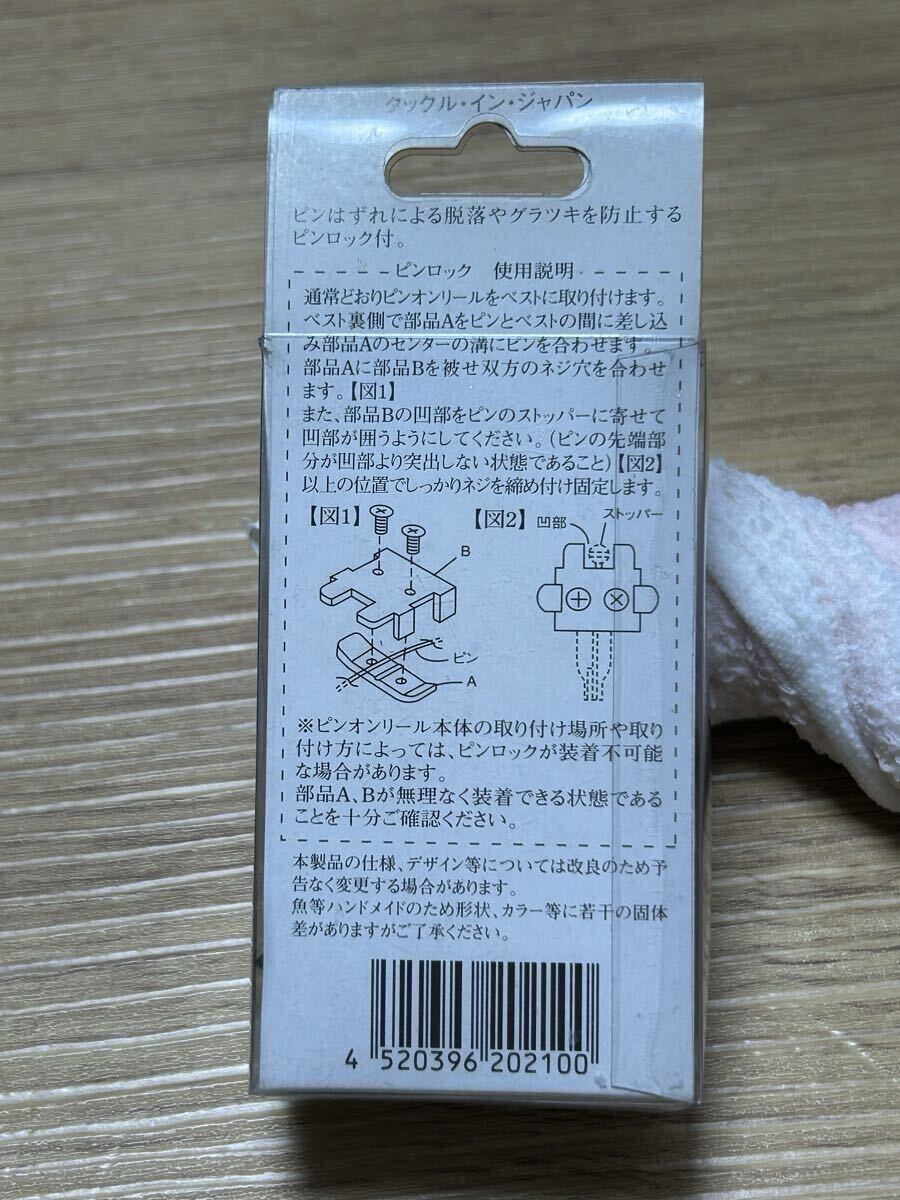 タックル・イン・ジャパン
ピンはずれによる脱落やグラツキを防止する
ピンロック付。
ピンロック 使用説明
通常どおりピンオンリールをベストに取り付けます。
ベスト裏側で部品Aをピンとベストの間に差し込
み部品Aのセンターの溝にピンを合わせます。
部品Aに部品Bを被せ双方のネジ穴を合わせ
ます。【図1】
また、部品Bの凹部をピンのストッパーに寄せて
凹部が囲うようにしてください。(ピンの先端部
分が凹部より突出しない状態であること)【図2】
以上の位置でしっかりネジを締め付け固定します。
【図1】
【図2】
凹部
ストッパー
B
ピン
A
※ピンオンリール本体の取り付け場所や取り
付け方によっては、ピンロックが装着不可能
な場合があります。
部品A、Bが無理なく装着できる状態である
ことを十分ご確認ください。
本製品の仕様、デザイン等については改良のため予
告なく変更する場合があります。
魚等ハンドメイドのため形状、カラー等に若干の固体
差がありますがご了承ください。
4 520396 202100